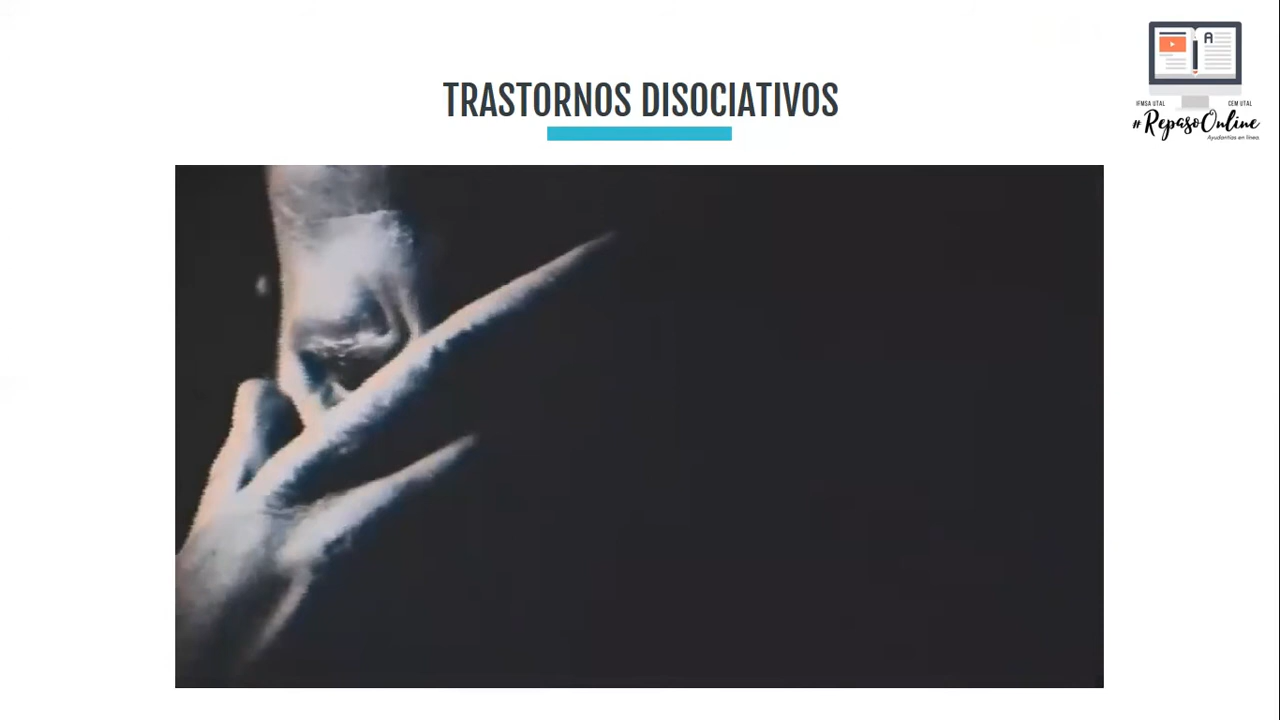 TRASTORNOS DISOCIATIVOS
A
IFMSA UTAL
CEM UTAL
#RepasoOnline
Ayudantías en línea.